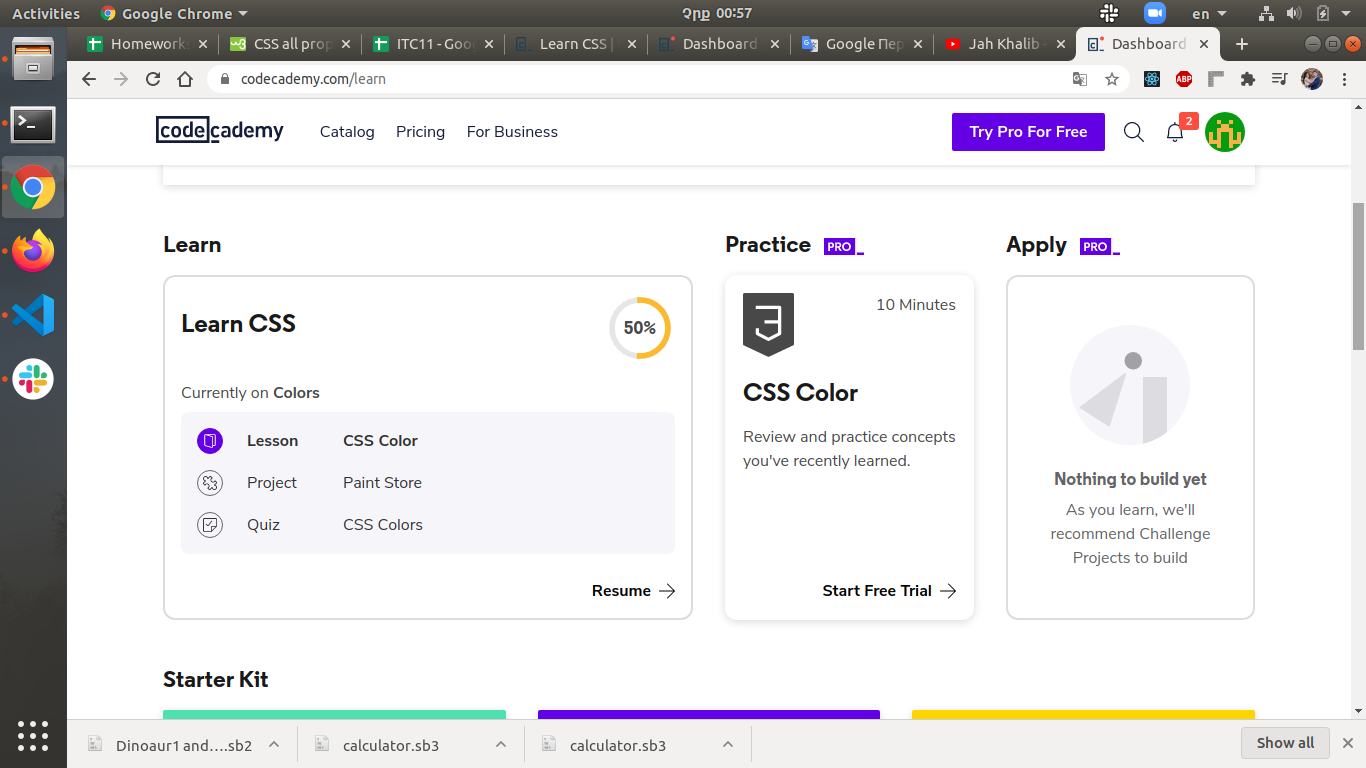 Activities
Google Chrome
Չրք 00:57
en
Homework
CSS all prop
ITC11 - Goo
Learn CSS |
Dashboard
Google Пер
Jah Khalib -
Dashboard
codecademy.com/learn
ABP
codecademy
Catalog
Pricing
For Business
Try Pro For Free
2
Learn
Practice PRO
Apply PRO
Learn CSS
50%
Currently on Colors
Lesson CSS Color
Project Paint Store
Quiz CSS Colors
Resume
10 Minutes
CSS Color
Review and practice concepts
you've recently learned.
Start Free Trial
Nothing to build yet
As you learn, we'll
recommend Challenge
Projects to build
Starter Kit
Dinoaur1 and....sb2
calculator.sb3
calculator.sb3
Show all